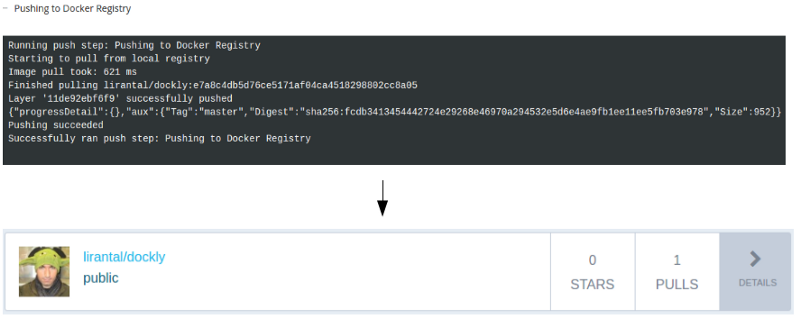 − Pushing to Docker Registry
Running push step: Pushing to Docker Registry
Starting to pull from local registry
Image pull took: 621 ms
Finished pulling lirantal/dockly:e7a8c4db5d76ce5171af04ca4518298802cc8a05
Layer '11de92ebf6f9' successfully pushed
{"progressDetail":{},"aux":{"Tag":"master","Digest":"sha256:fcdb3413454442724e29268e46970a294532e5d6e4ae9fb1ee11ee5fb703e978","Size":952}}
Pushing succeeded
Successfully ran push step: Pushing to Docker Registry
lirantal/dockly
public
0
STARS
1
PULLS
DETAILS